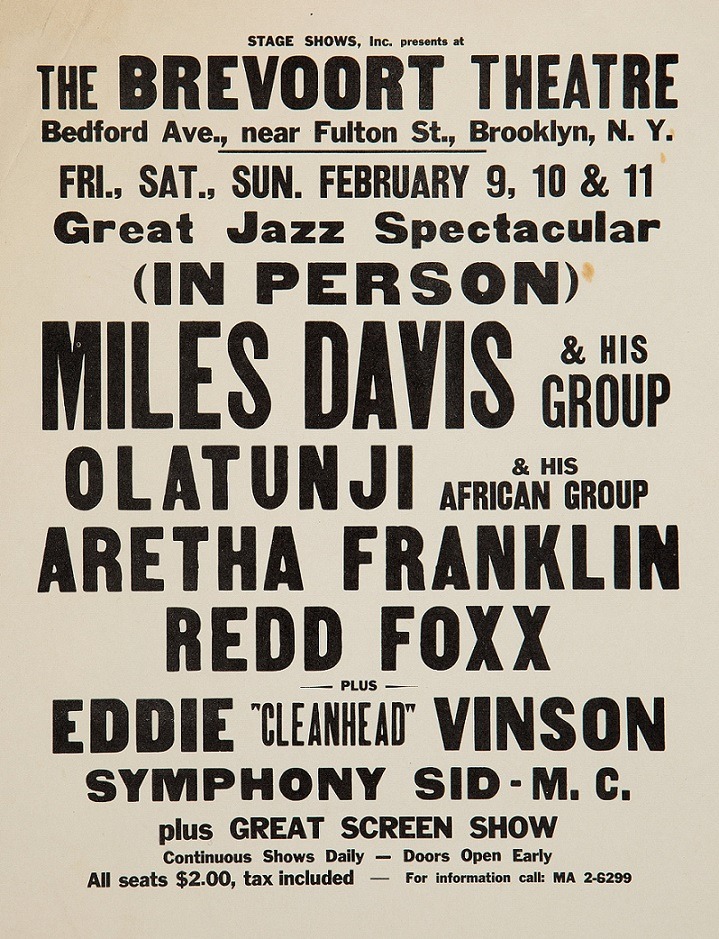 STAGE SHOWS, Inc. presents at
THE BREVOORT THEATRE
Bedford Ave., near Fulton St., Brooklyn, N. Y.
FRI., SAT., SUN. FEBRUARY 9, 10 & 11
Great Jazz Spectacular
(IN PERSON)
MILES DAVIS & HIS GROUP
OLATUNJI & HIS AFRICAN GROUP
ARETHA FRANKLIN
REDD FOXX
— PLUS —
EDDIE "CLEANHEAD" VINSON
SYMPHONY SID - M. C.
plus GREAT SCREEN SHOW
Continuous Shows Daily — Doors Open Early
All seats $2.00, tax included — For information call: MA 2-6299